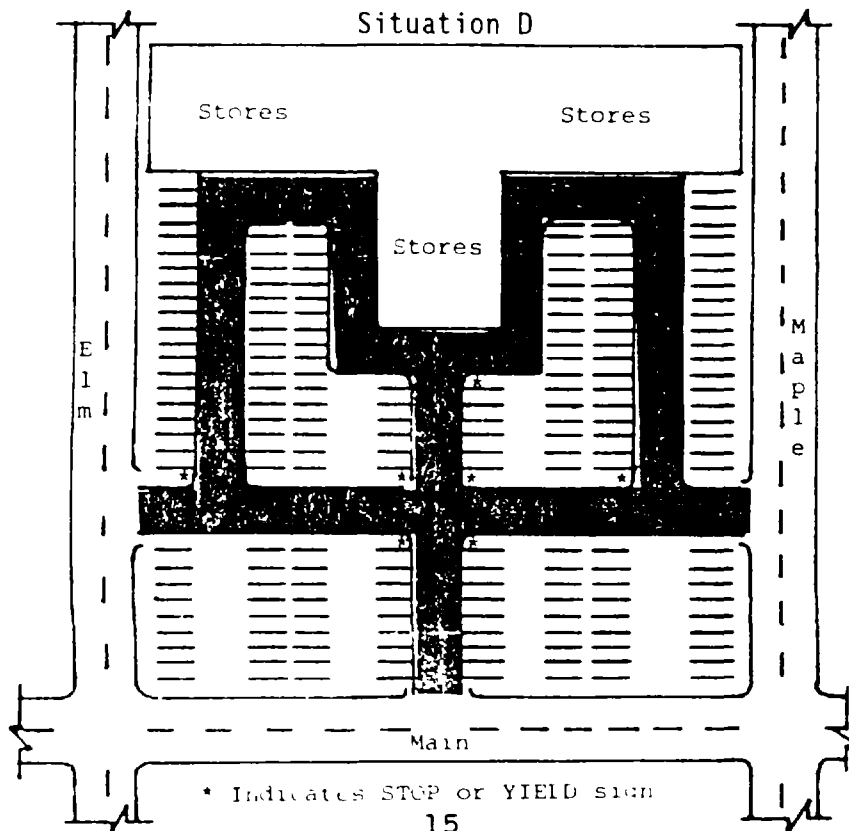 Situation D
Stores
Stores
Stores
Elm
Maple
*
*
*
*
*
*
*
Main
* Indicates STOP or YIELD sign
15